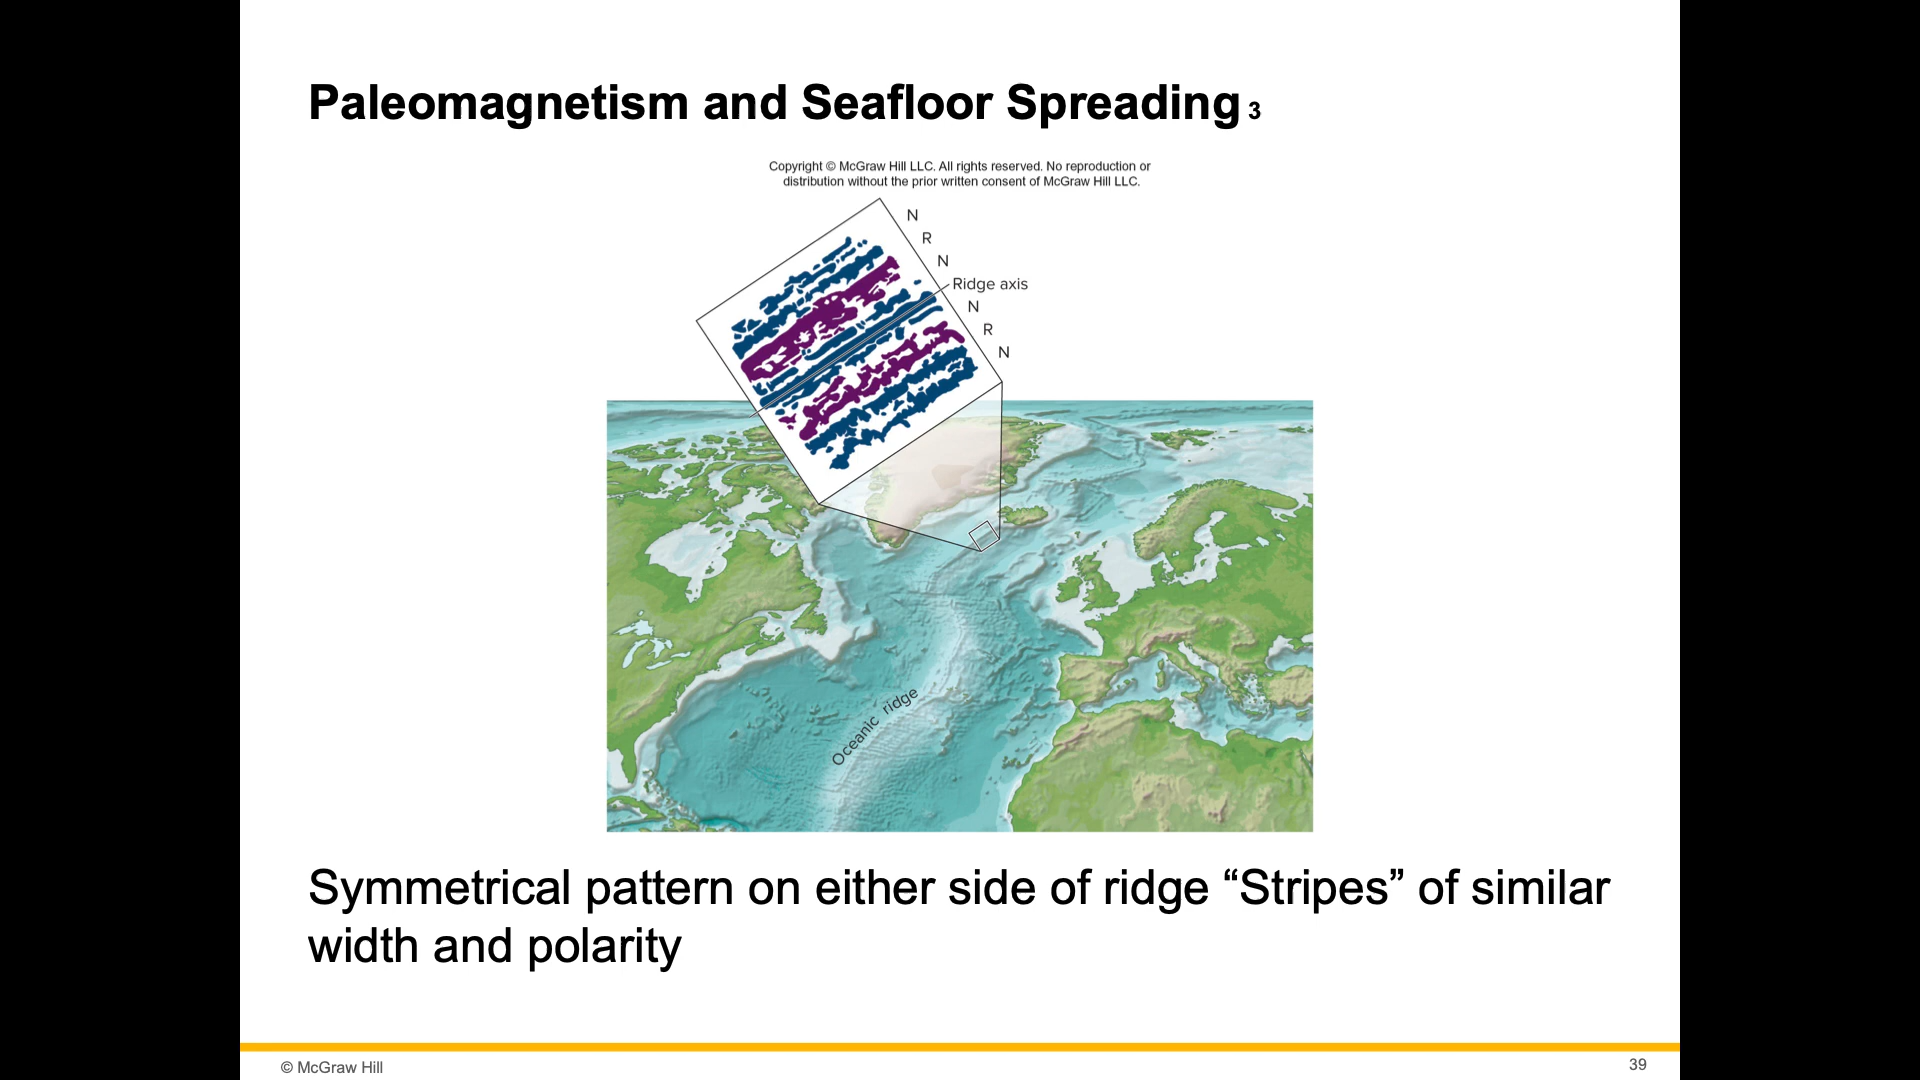 Paleomagnetism and Seafloor Spreading 3
Copyright © McGraw Hill LLC. All rights reserved. No reproduction or
distribution without the prior written consent of McGraw Hill LLC.
N
R
N
Ridge axis
N
R
N
Oceanic ridge
Symmetrical pattern on either side of ridge “Stripes” of similar
width and polarity
© McGraw Hill
39